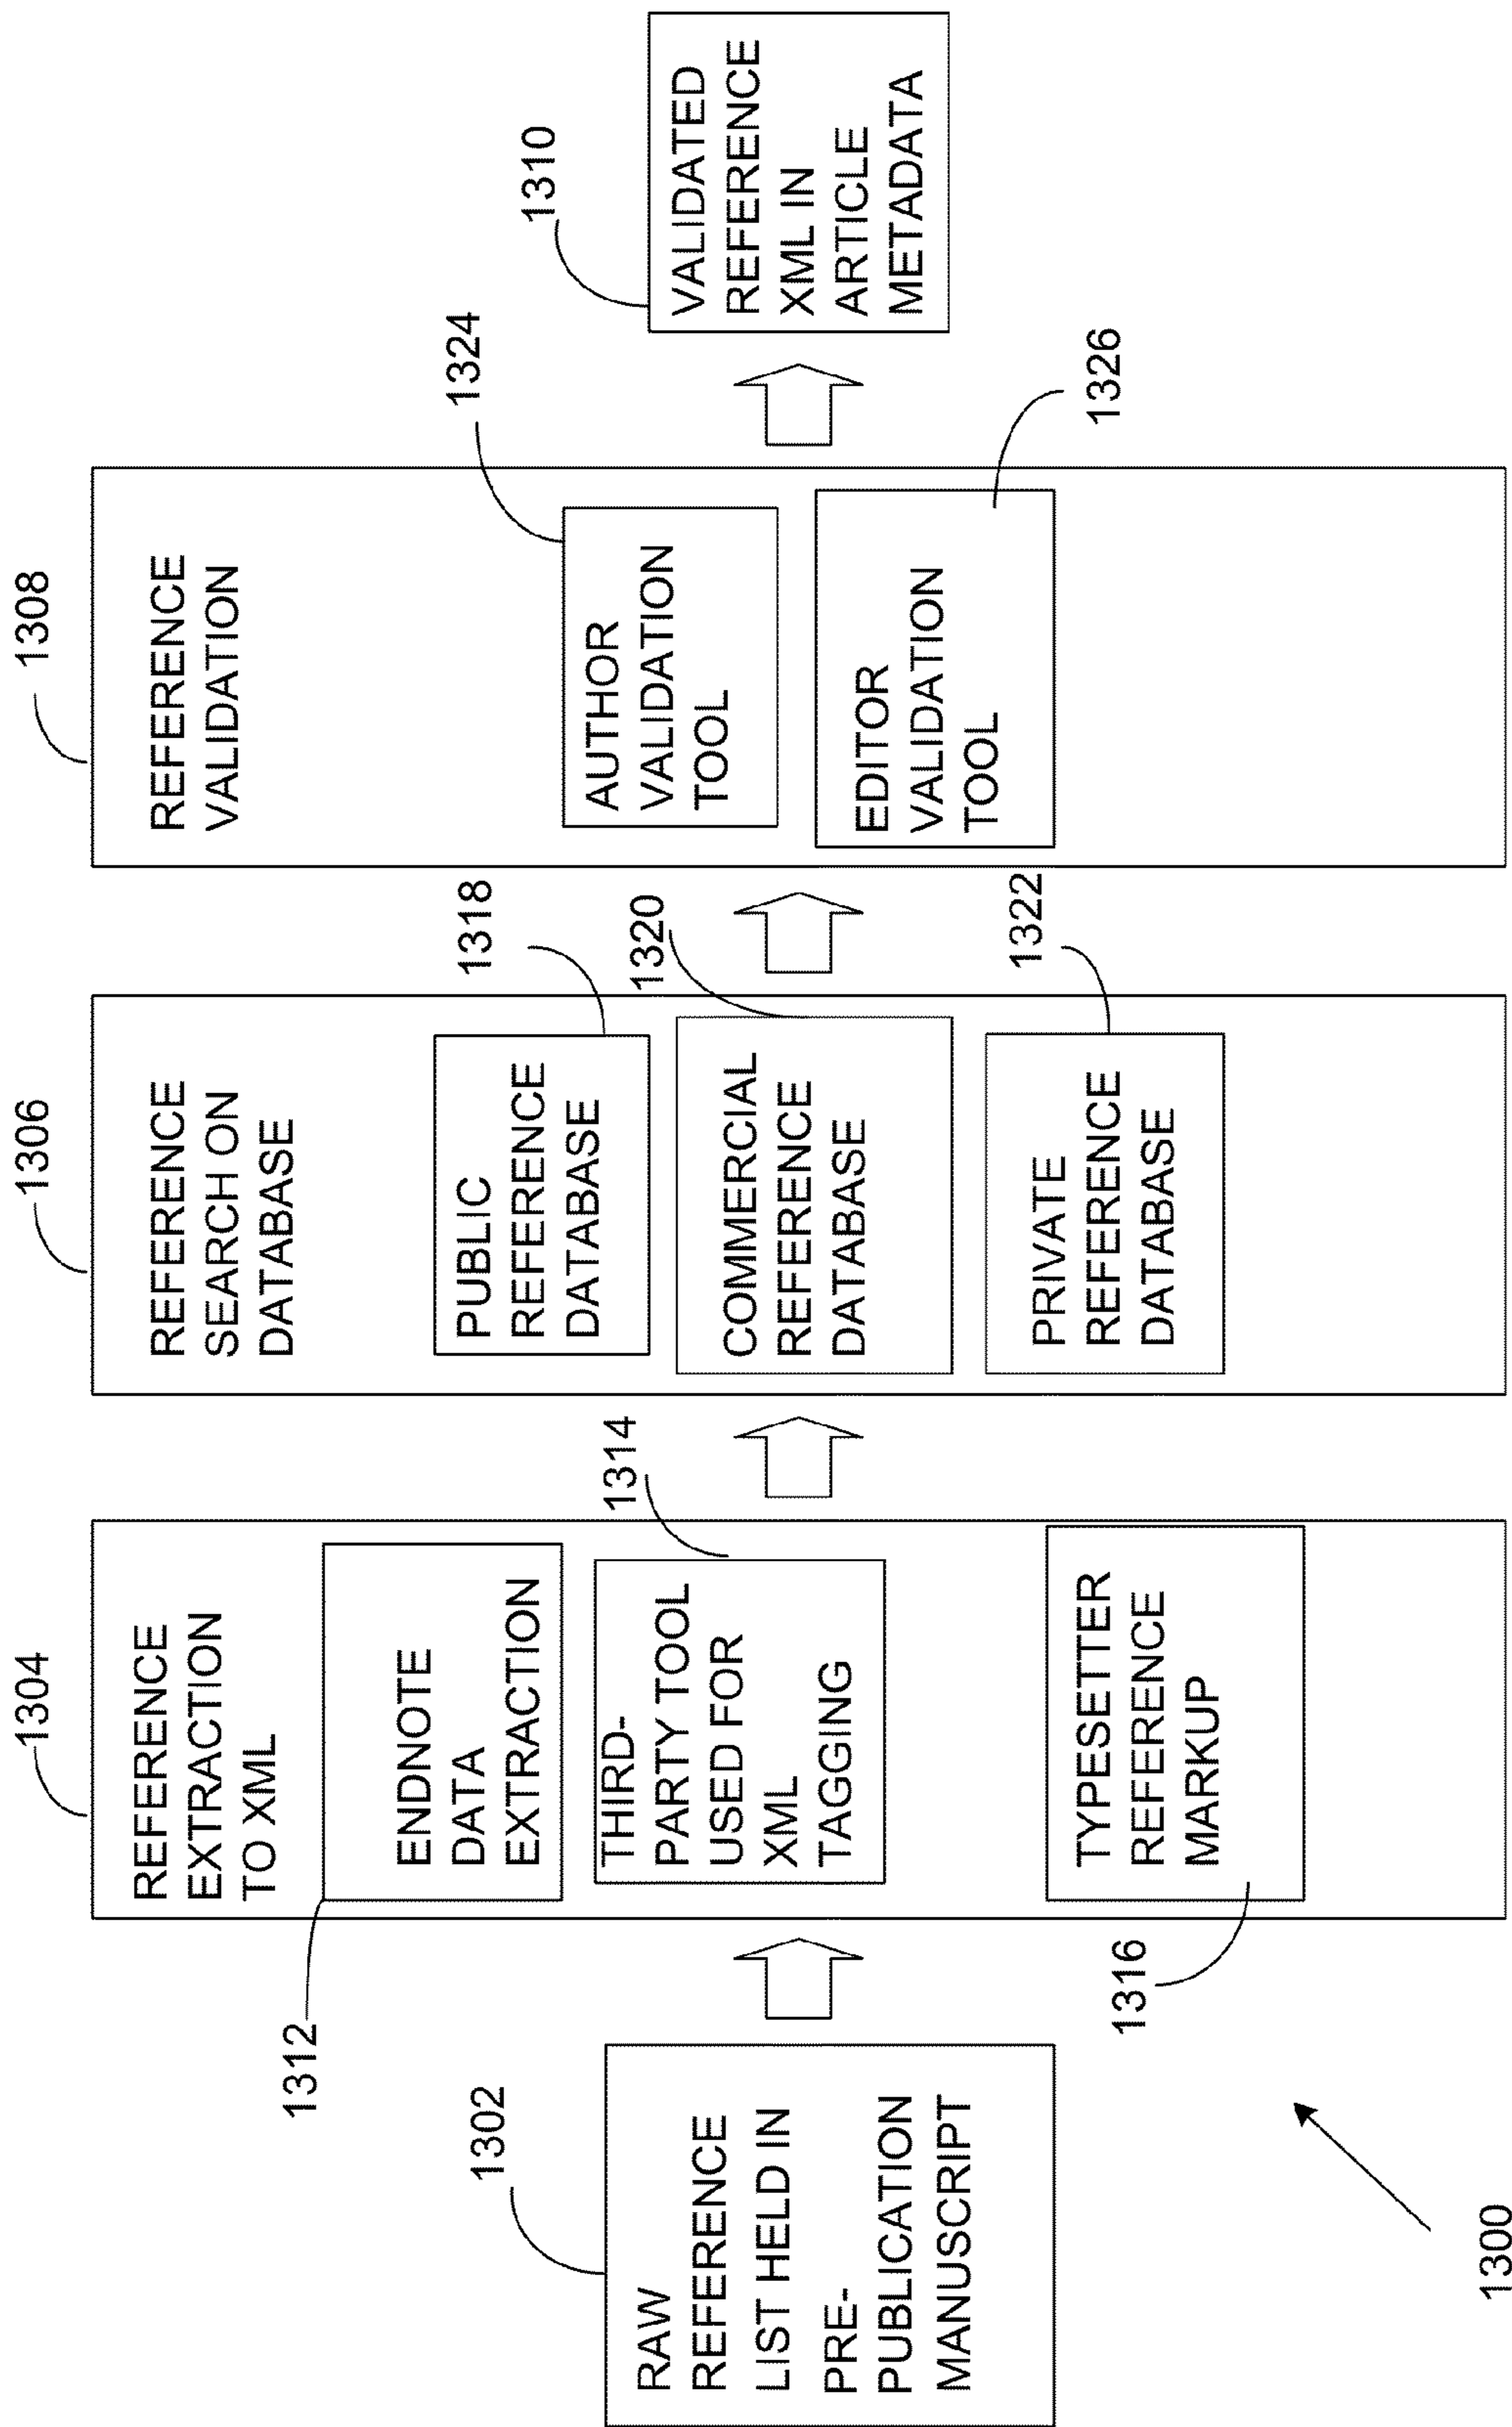 1302
RAW
REFERENCE
LIST HELD IN
PRE-
PUBLICATION
MANUSCRIPT
1304
REFERENCE
EXTRACTION
TO XML
1312
ENDNOTE
DATA
EXTRACTION
1314
THIRD-
PARTY TOOL
USED FOR
XML
TAGGING
1316
TYPESETTER
REFERENCE
MARKUP
1306
REFERENCE
SEARCH ON
DATABASE
1318
PUBLIC
REFERENCE
DATABASE
1320
COMMERCIAL
REFERENCE
DATABASE
1322
PRIVATE
REFERENCE
DATABASE
1308
REFERENCE
VALIDATION
1324
AUTHOR
VALIDATION
TOOL
1326
EDITOR
VALIDATION
TOOL
1310
VALIDATED
REFERENCE
XML IN
ARTICLE
METADATA
1300